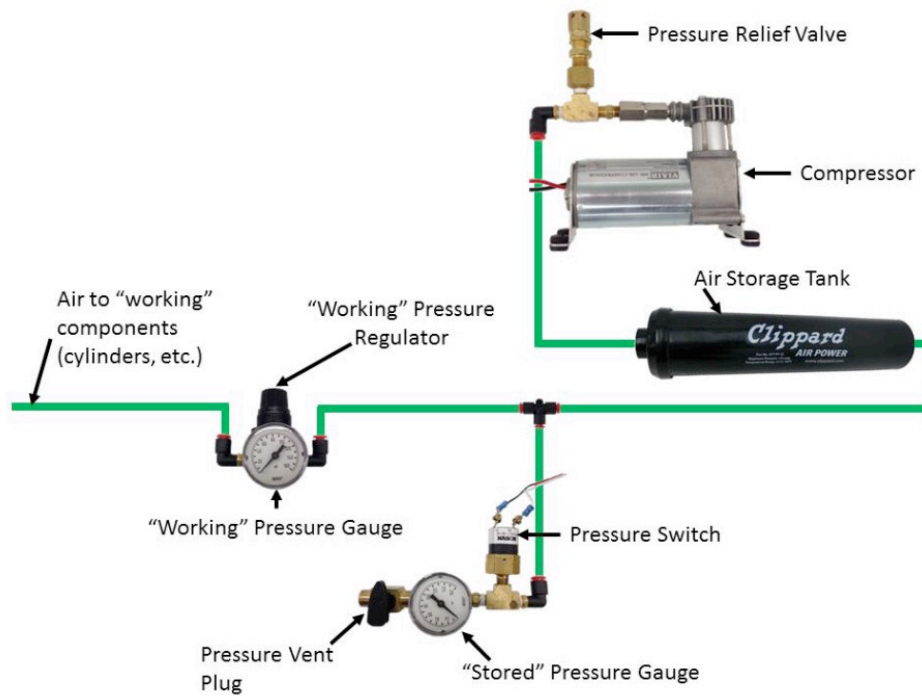 Pressure Relief Valve
Compressor
Air Storage Tank
Clippard
AIR POWER
Air to “working”
components
(cylinders, etc.)
“Working” Pressure
Regulator
“Working” Pressure Gauge
Pressure Switch
Pressure Vent
Plug
“Stored” Pressure Gauge
VIAIR